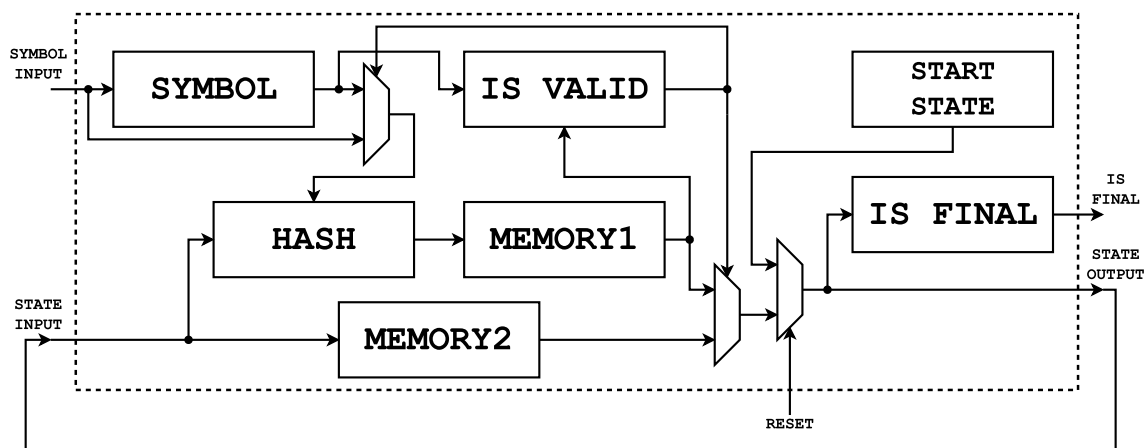 SYMBOL
INPUT
SYMBOL
IS VALID
START
STATE
IS
FINAL
IS FINAL
HASH
MEMORY1
STATE
OUTPUT
STATE
INPUT
MEMORY2
RESET